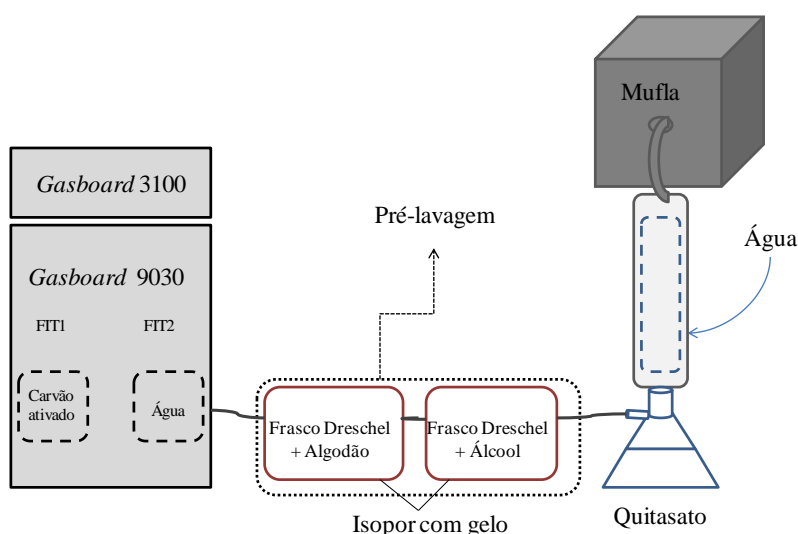 Mufla
Gasboard 3100
Pré-lavagem
Água
Gasboard 9030
FIT1
FIT2
Carvão
ativado
Água
Frasco Dreschel
+ Algodão
Frasco Dreschel
+ Álcool
Quitasato
Isopor com gelo